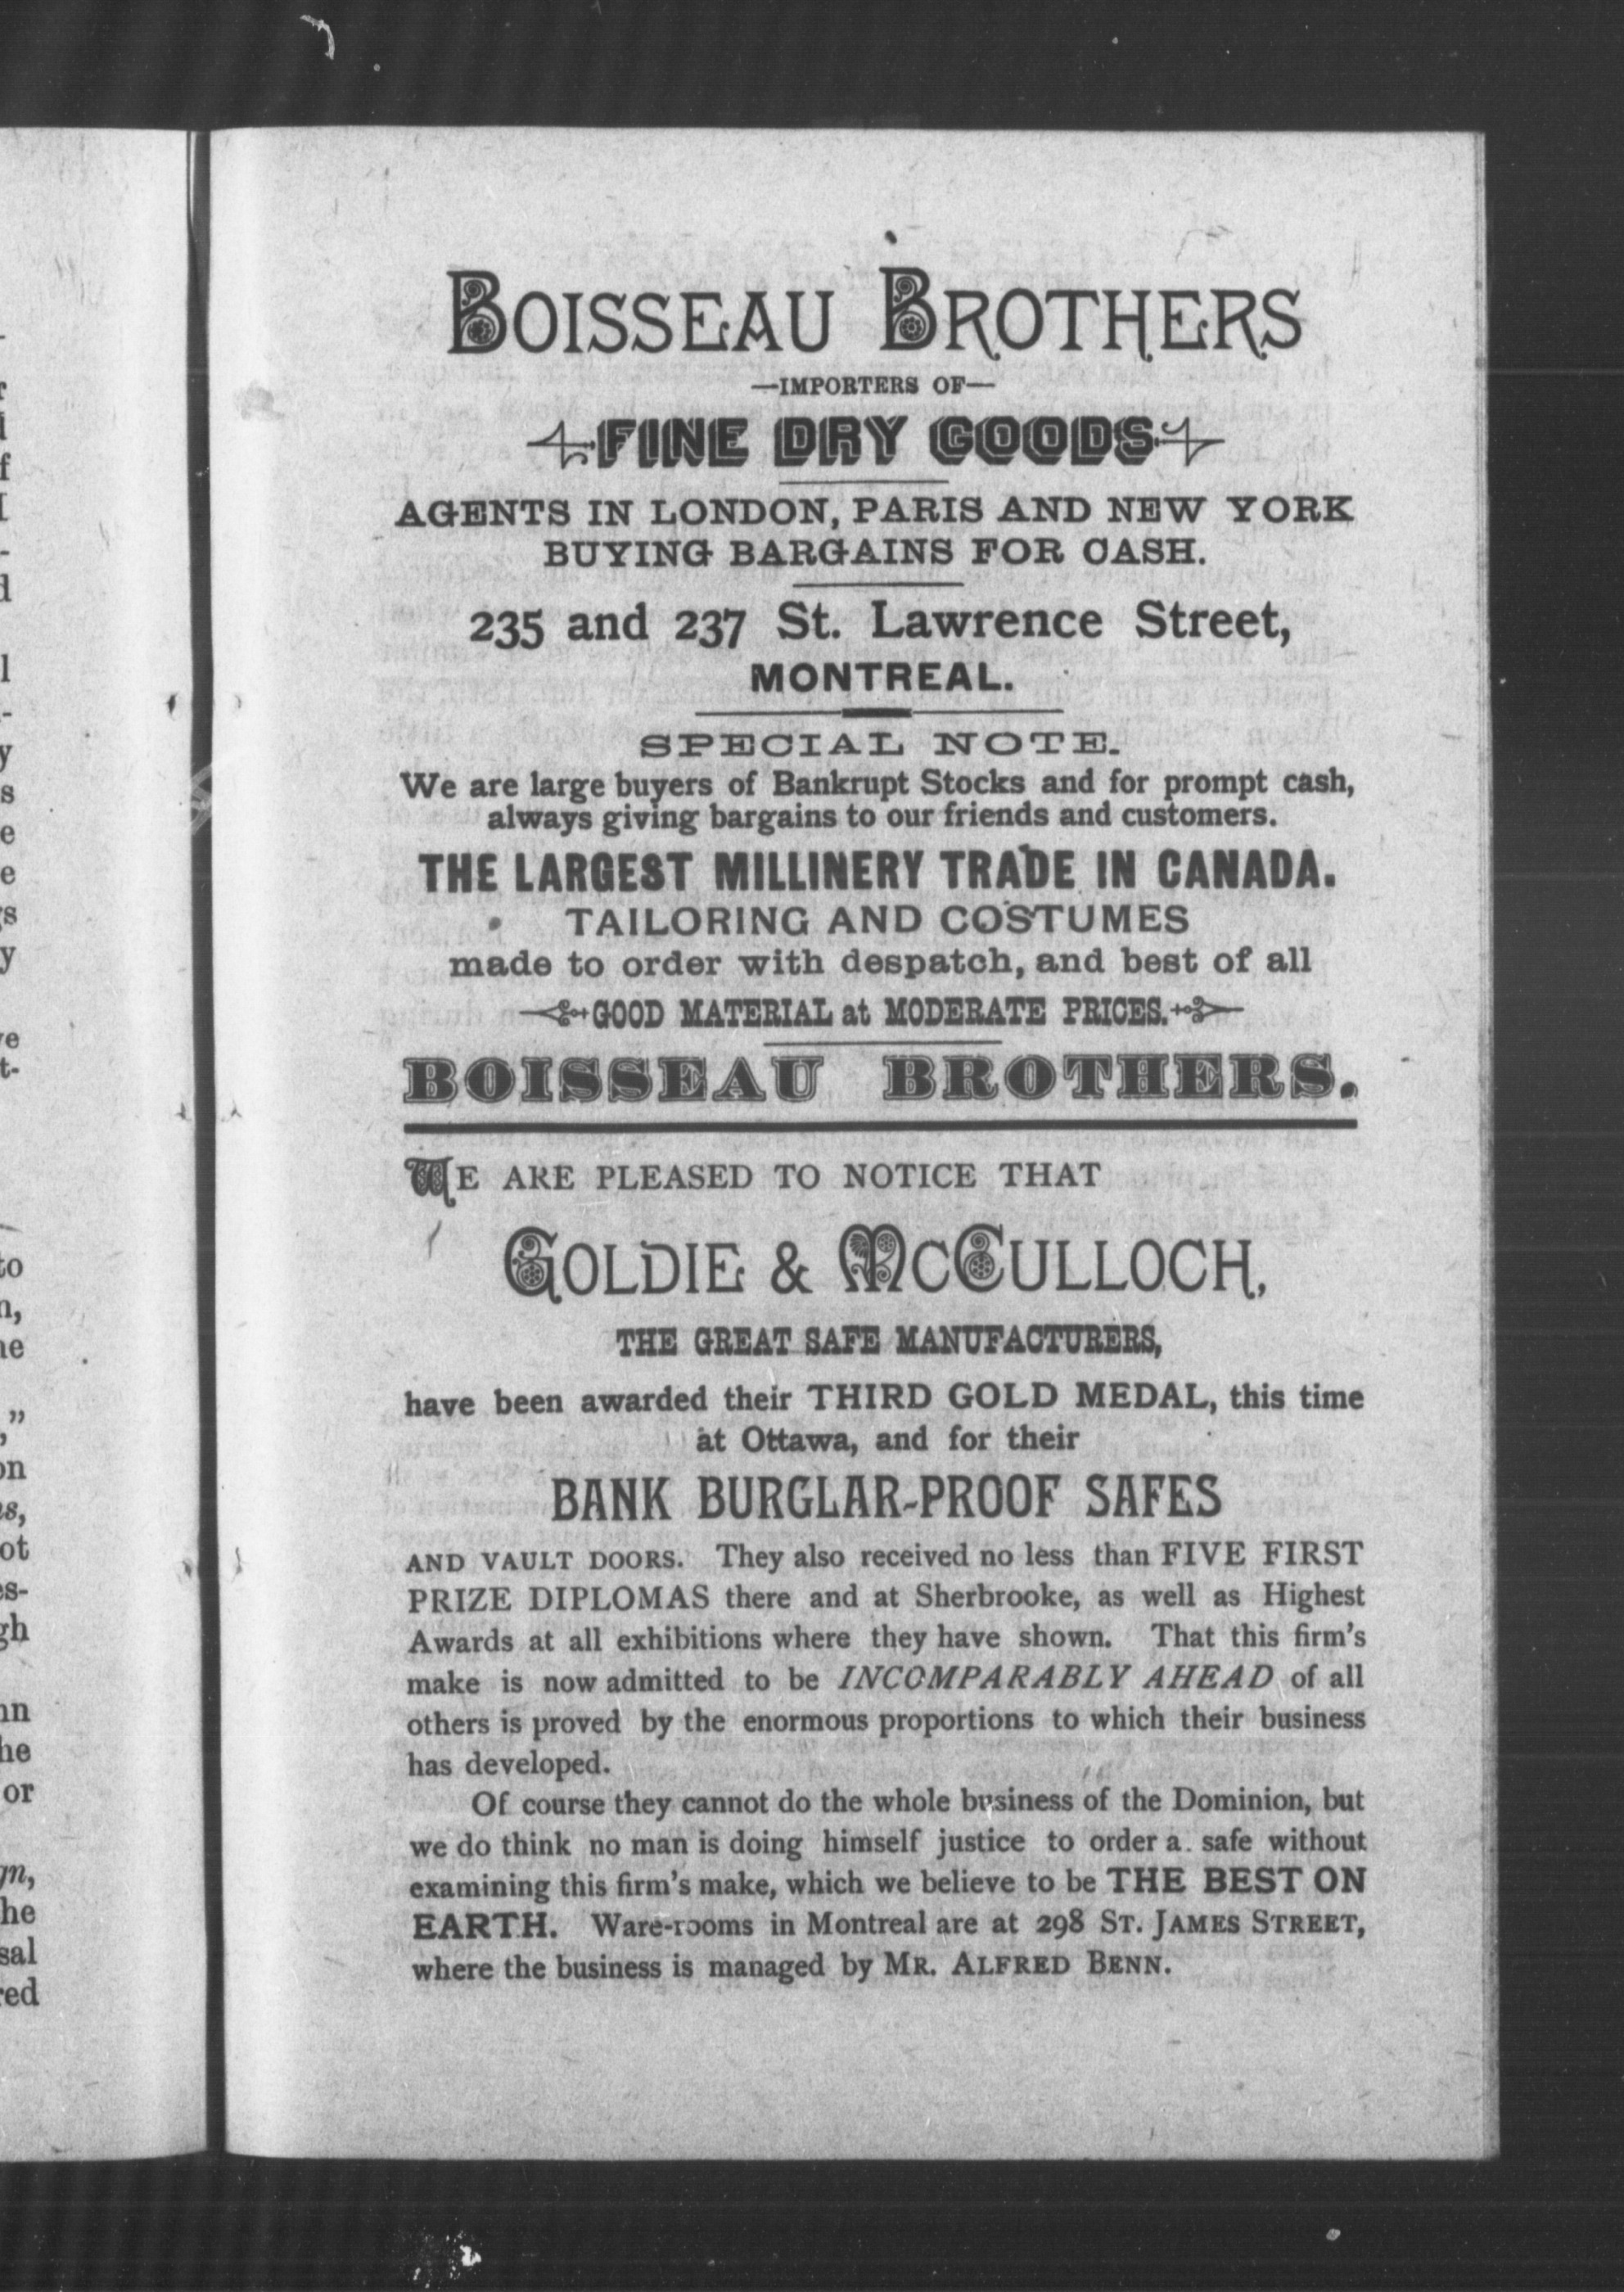 BOISSEAU BROTHERS
—IMPORTERS OF—
FINE DRY GOODS
AGENTS IN LONDON, PARIS AND NEW YORK
BUYING BARGAINS FOR CASH.
235 and 237 St. Lawrence Street,
MONTREAL.
SPECIAL NOTE.
We are large buyers of Bankrupt Stocks and for prompt cash,
always giving bargains to our friends and customers.
THE LARGEST MILLINERY TRADE IN CANADA.
TAILORING AND COSTUMES
made to order with despatch, and best of all
GOOD MATERIAL at MODERATE PRICES.
BOISSEAU BROTHERS.
WE ARE PLEASED TO NOTICE THAT
GOLDIE & MCCULLOCH,
THE GREAT SAFE MANUFACTURERS,
have been awarded their THIRD GOLD MEDAL, this time
at Ottawa, and for their
BANK BURGLAR-PROOF SAFES
AND VAULT DOORS. They also received no less than FIVE FIRST
PRIZE DIPLOMAS there and at Sherbrooke, as well as Highest
Awards at all exhibitions where they have shown. That this firm's
make is now admitted to be INCOMPARABLY AHEAD of all
others is proved by the enormous proportions to which their business
has developed.
Of course they cannot do the whole business of the Dominion, but
we do think no man is doing himself justice to order a safe without
examining this firm's make, which we believe to be THE BEST ON
EARTH. Ware-rooms in Montreal are at 298 ST. JAMES STREET,
where the business is managed by MR. ALFRED BENN.